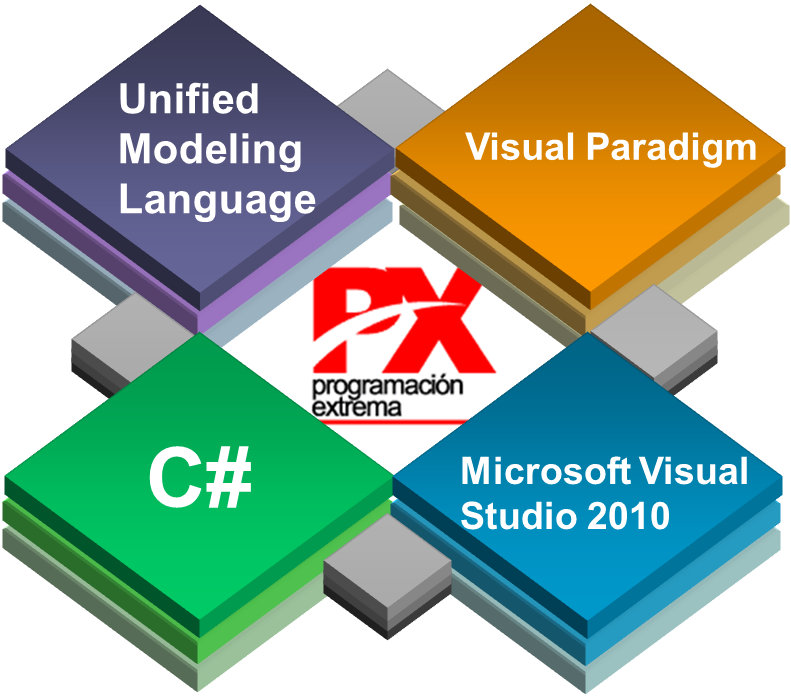 Unified
Modeling
Language
Visual Paradigm
PX
programación
extrema
C#
Microsoft Visual
Studio 2010